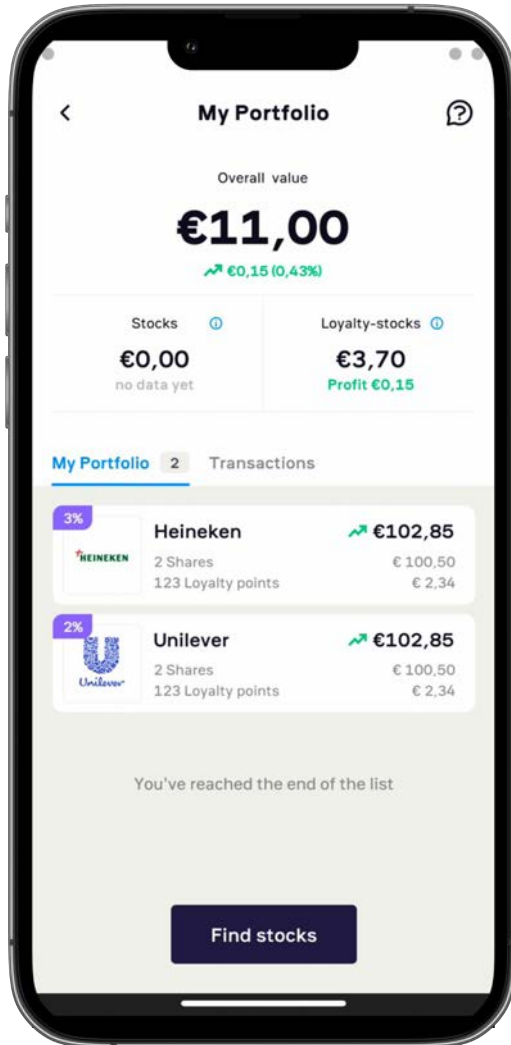 My Portfolio
Overall value
€11,00
€0,15 (0,43%)
Stocks
Loyalty-stocks
€0,00
€3,70
no data yet
Profit €0,15
My Portfolio 2 Transactions
3%
HEINEKEN
Heineken €102,85
2 Shares € 100,50
123 Loyalty points € 2,34
2%
Unilever
Unilever €102,85
2 Shares € 100,50
123 Loyalty points € 2,34
You've reached the end of the list
Find stocks